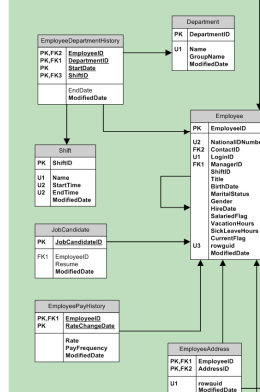 Department
PK DepartmentID
U1 Name
GroupName
ModifiedDate
EmployeeDepartmentHistory
PK,FK2 EmployeeID
PK,FK1 DepartmentID
PK StartDate
PK,FK3 ShiftID
EndDate
ModifiedDate
Shift
PK ShiftID
U1 Name
U2 StartTime
U2 EndTime
ModifiedDate
Employee
PK EmployeeID
U2 NationalIDNumbe
FK2 ContactID
U1 LoginID
FK1 ManagerID
ShiftID
Title
BirthDate
MaritalStatus
Gender
HireDate
SalariedFlag
VacationHours
SickLeaveHours
CurrentFlag
U3 rowguid
ModifiedDate
JobCandidate
PK JobCandidateID
FK1 EmployeeID
Resume
ModifiedDate
EmployeePayHistory
PK,FK1 EmployeeID
PK RateChangeDate
Rate
PayFrequency
ModifiedDate
EmployeeAddress
PK,FK1 EmployeeID
PK,FK2 AddressID
U1 rowguid
ModifiedDate